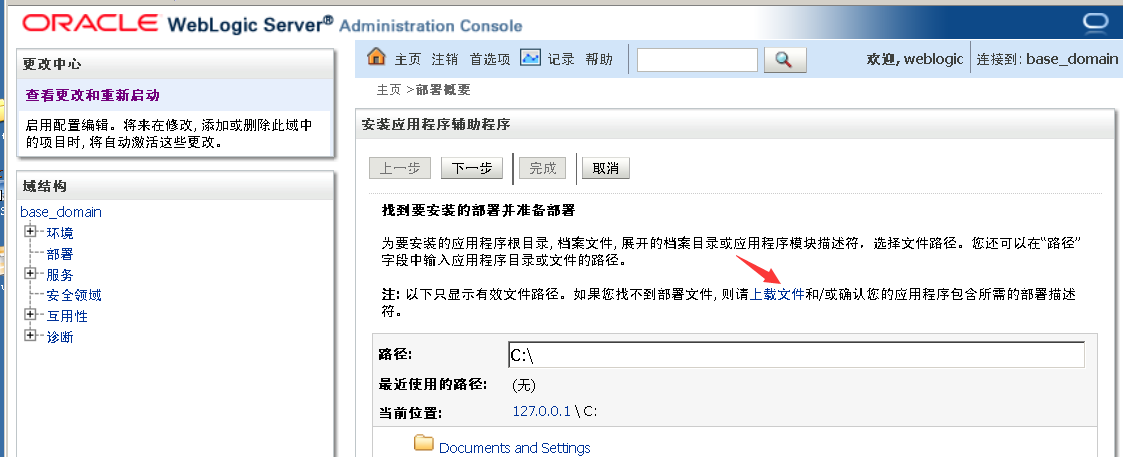 ORACLE WebLogic Server® Administration Console
更改中心
查看更改和重新启动
启用配置编辑。将来在修改, 添加或删除此域中
的项目时, 将自动激活这些更改。
域结构
base_domain
环境
部署
服务
安全领域
互用性
诊断
主页 注销 首选项 记录 帮助
欢迎, weblogic 连接到: base_domain
主页 >部署概要
安装应用程序辅助程序
上一步 下一步 完成 取消
找到要安装的部署并准备部署
为要安装的应用程序根目录, 档案文件, 展开的档案目录或应用程序模块描述符, 选择文件路径。您还可以在“路径”
字段中输入应用程序目录或文件的路径。
注: 以下只显示有效文件路径。如果您找不到部署文件, 则请上载文件和/或确认您的应用程序包含所需的部署描述
符。
路径: C:\
最近使用的路径: (无)
当前位置: 127.0.0.1 \ C:
Documents and Settings